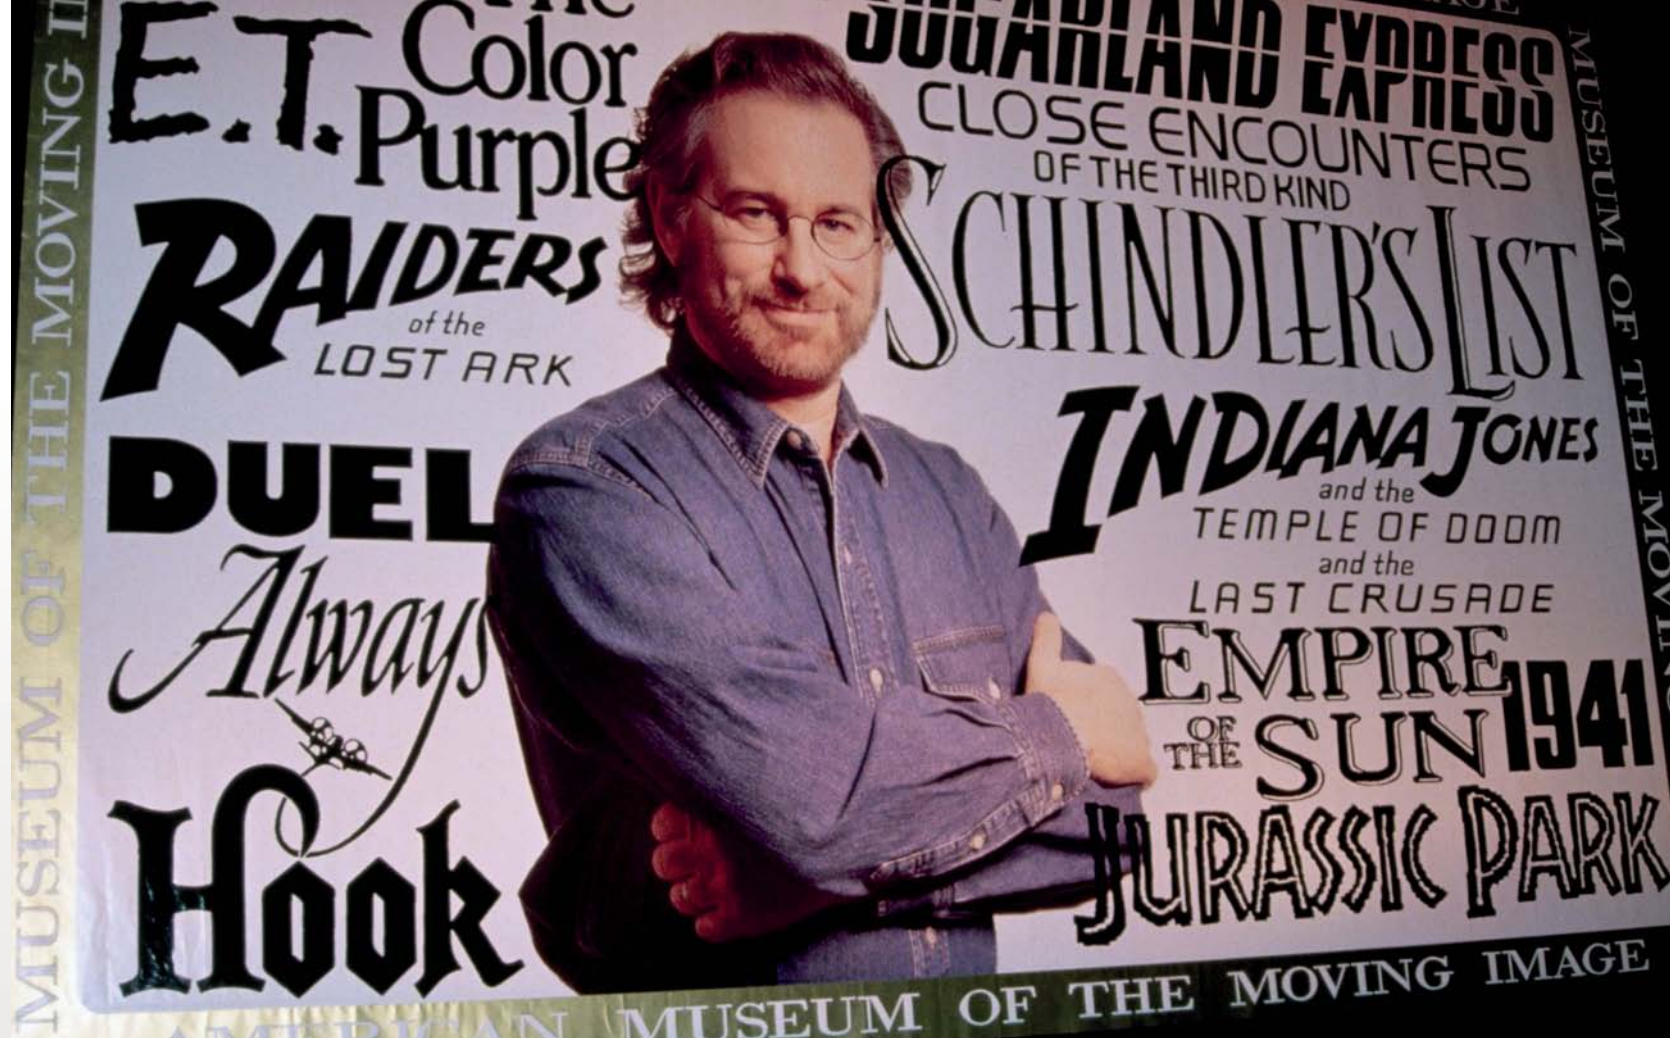 E.T.
The
Color
Purple
RAIDERS
of the
LOST ARK
DUEL
Always
Hook
SUGARLAND EXPRESS
CLOSE ENCOUNTERS
OF THE THIRD KIND
SCHINDLER'S LIST
INDIANA JONES
and the
TEMPLE OF DOOM
and the
LAST CRUSADE
EMPIRE
OF
THE
SUN
1941
JURASSIC PARK
MUSEUM OF THE MOVING
MUSEUM OF THE MOVING
AMERICAN MUSEUM OF THE MOVING IMAGE